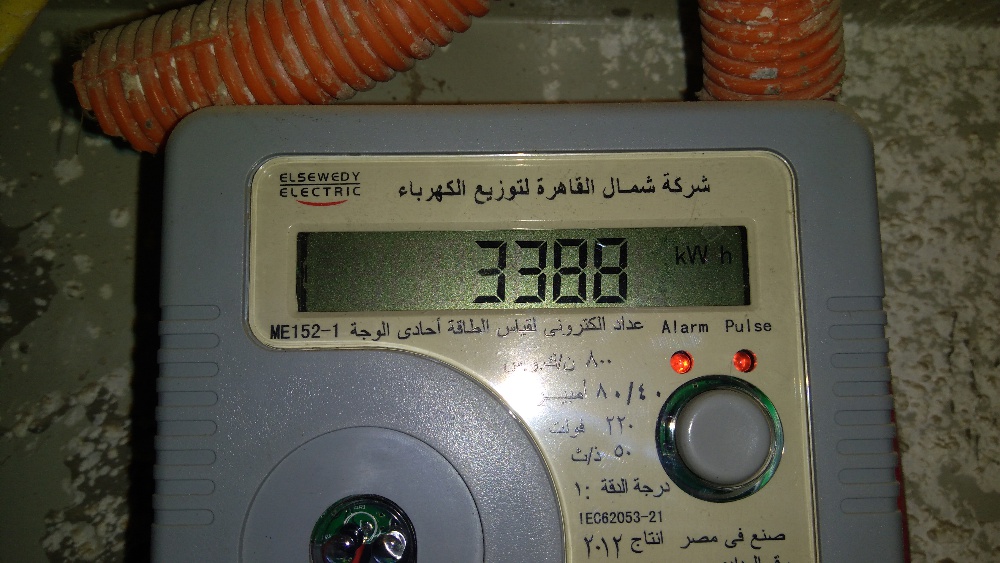 ELSEWEDY
ELECTRIC
شركة شمال القاهرة لتوزيع الكهرباء
3388 kW h
عداد الكترونى لقياس الطاقة أحادى الوجة ME152-1
Alarm Pulse
٨٠٠
٨٠/٤٠ أمبير
٢٢٠ فولت
٥٠ ذ/ث
درجة الدقة :١
IEC62053-21
صنع فى مصر انتاج ٢٠١٢